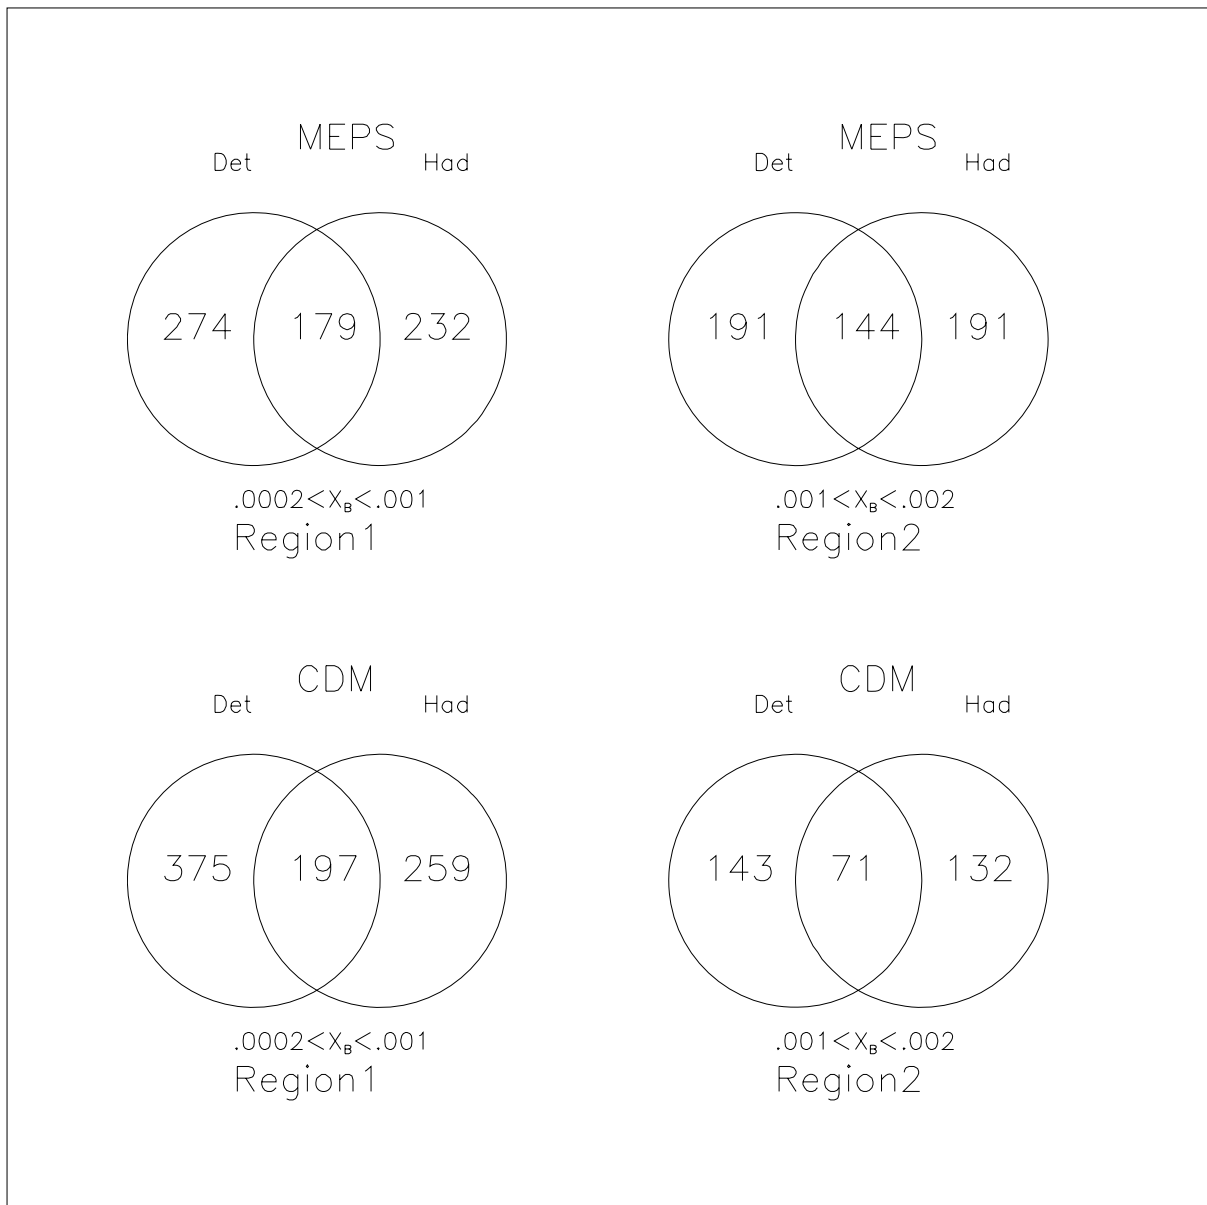 MEPS
Det Had
274 179 232
.0002<X_B<.001
Region1
MEPS
Det Had
191 144 191
.001<X_B<.002
Region2
CDM
Det Had
375 197 259
.0002<X_B<.001
Region1
CDM
Det Had
143 71 132
.001<X_B<.002
Region2